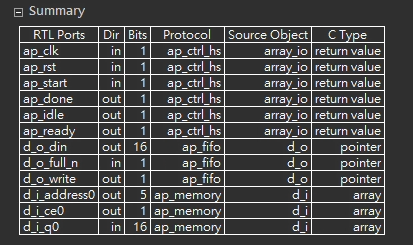 Summary
RTL Ports Dir Bits Protocol Source Object C Type
ap_clk in 1 ap_ctrl_hs array_io return value
ap_rst in 1 ap_ctrl_hs array_io return value
ap_start in 1 ap_ctrl_hs array_io return value
ap_done out 1 ap_ctrl_hs array_io return value
ap_idle out 1 ap_ctrl_hs array_io return value
ap_ready out 1 ap_ctrl_hs array_io return value
d_o_din out 16 ap_fifo d_o pointer
d_o_full_n in 1 ap_fifo d_o pointer
d_o_write out 1 ap_fifo d_o pointer
d_i_address0 out 5 ap_memory d_i array
d_i_ce0 out 1 ap_memory d_i array
d_i_q0 in 16 ap_memory d_i array